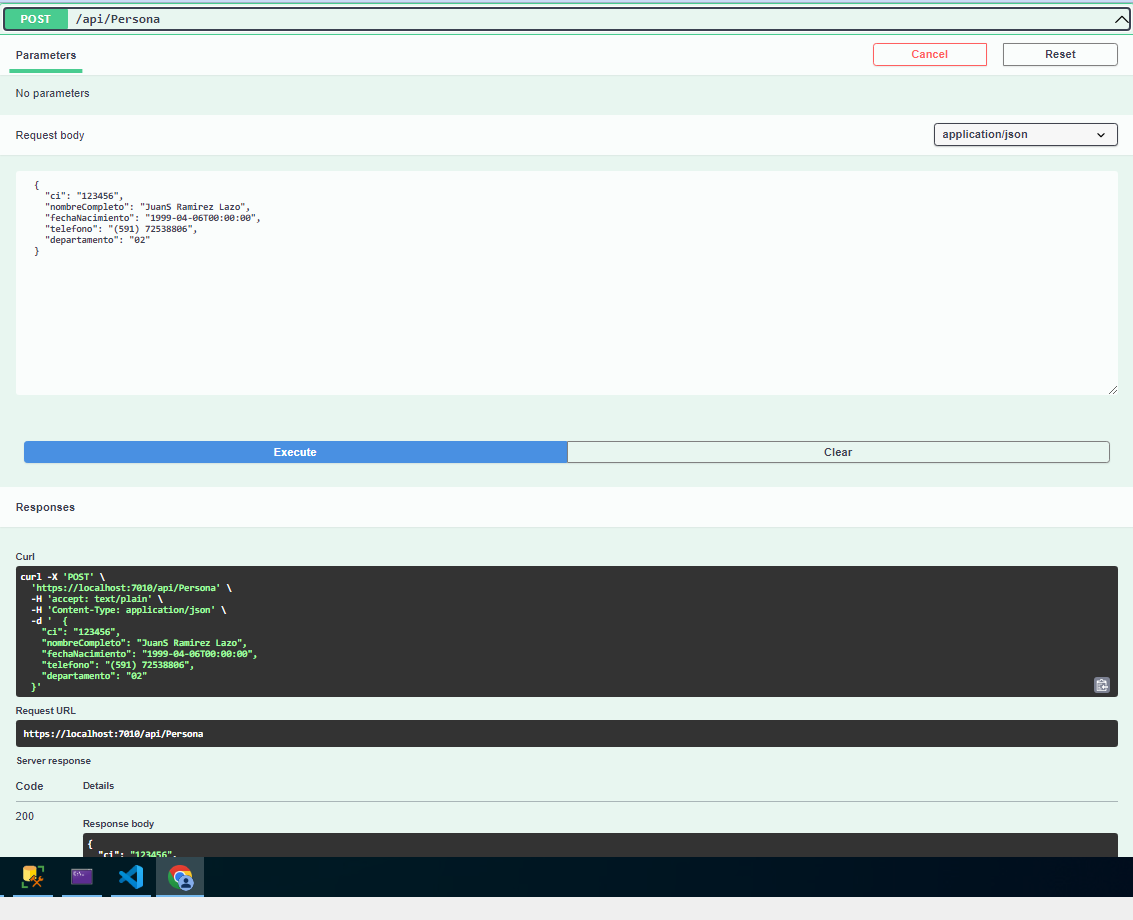 POST /api/Persona
Parameters
Cancel
Reset
No parameters
Request body
application/json
{
"ci": "123456",
"nombreCompleto": "JuanS Ramirez Lazo",
"fechaNacimiento": "1999-04-06T00:00:00",
"telefono": "(591) 72538806",
"departamento": "02"
}
Execute
Clear
Responses
Curl
curl -X 'POST' \
'https://localhost:7010/api/Persona' \
-H 'accept: text/plain' \
-H 'Content-Type: application/json' \
-d ' {
"ci": "123456",
"nombreCompleto": "JuanS Ramirez Lazo",
"fechaNacimiento": "1999-04-06T00:00:00",
"telefono": "(591) 72538806",
"departamento": "02"
}'
Request URL
https://localhost:7010/api/Persona
Server response
Code Details
200
Response body
{
"ci": "123456",